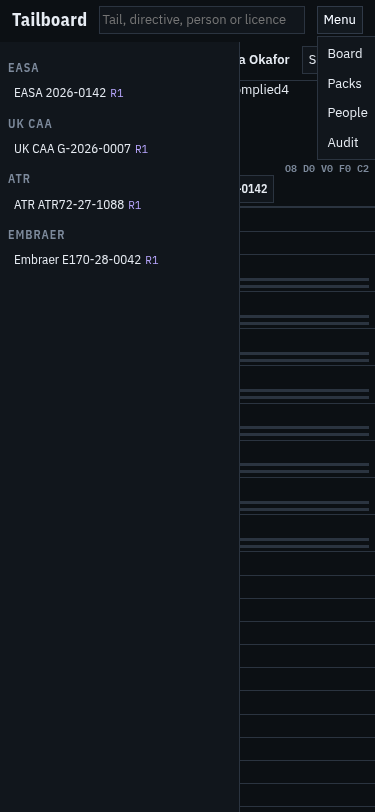 Tailboard
Tail, directive, person or licence
Menu
Board
Packs
People
Audit
a Okafor
S
omplied4
O8 D0 V0 F0 C2
-0142
EASA
EASA 2026-0142 R1
UK CAA
UK CAA G-2026-0007 R1
ATR
ATR ATR72-27-1088 R1
EMBRAER
Embraer E170-28-0042 R1